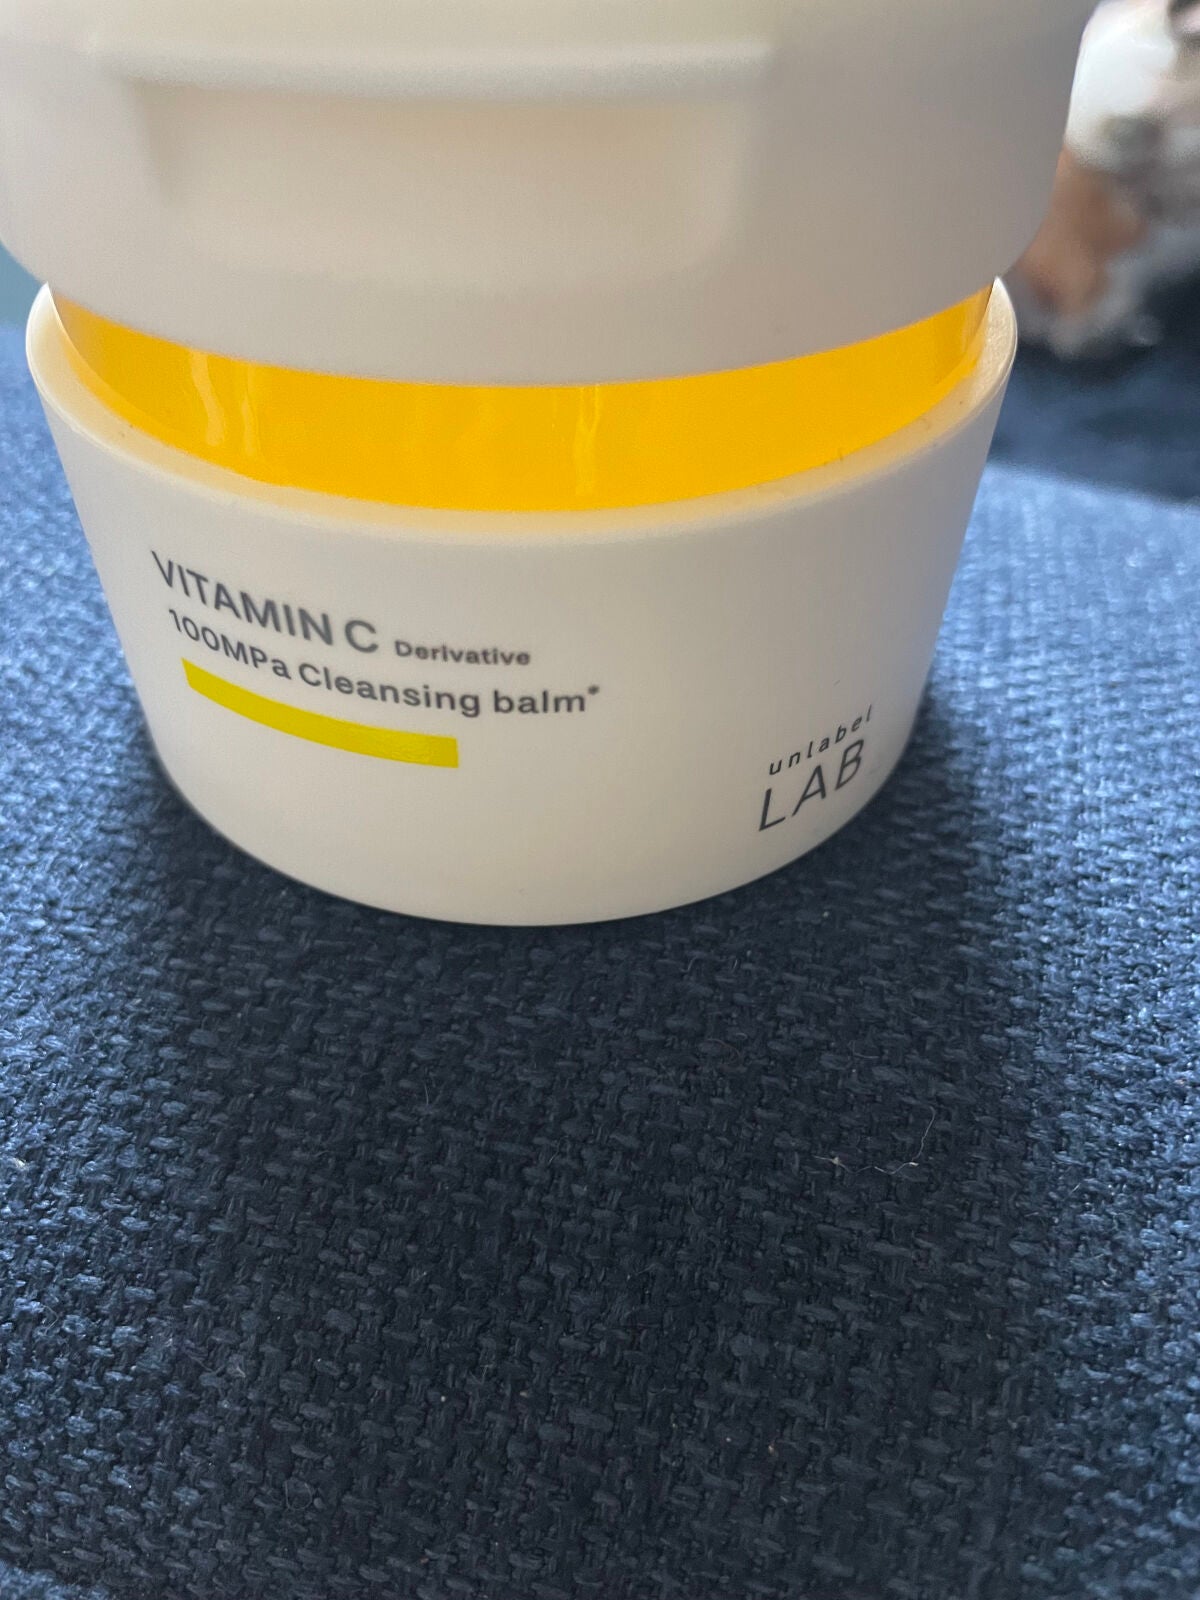 VITAMIN C Derivative
100MPa Cleansing balm*
unlabel
LAB